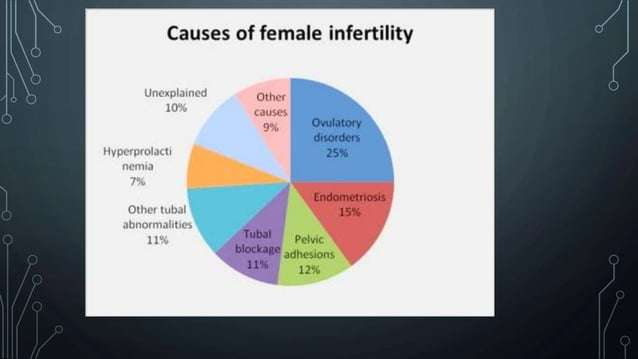 Causes of female infertility
Other
causes
9%
Ovulatory
disorders
25%
Endometriosis
15%
Pelvic
adhesions
12%
Tubal
blockage
11%
Other tubal
abnormalities
11%
Hyperprolacti
nemia
7%
Unexplained
10%